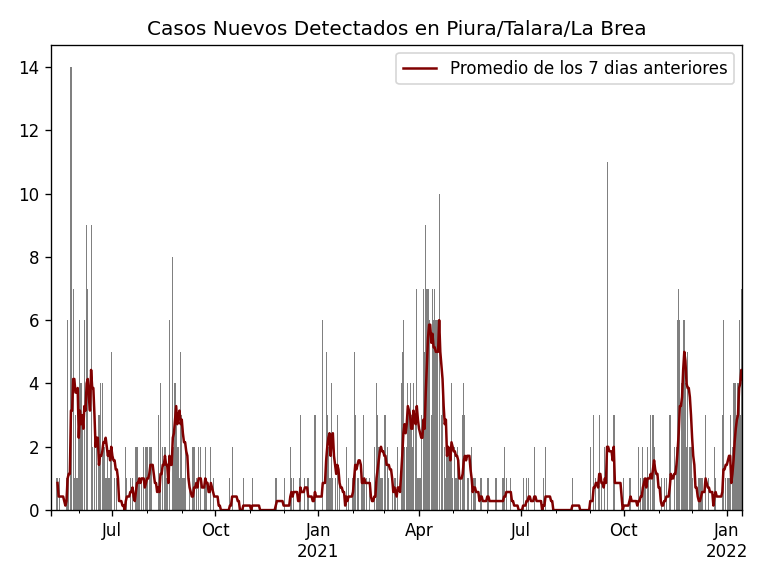 Casos Nuevos Detectados en Piura/Talara/La Brea
Promedio de los 7 dias anteriores
14
12
10
8
6
4
2
0
Jul
Oct
Jan
2021
Apr
Jul
Oct
Jan
2022